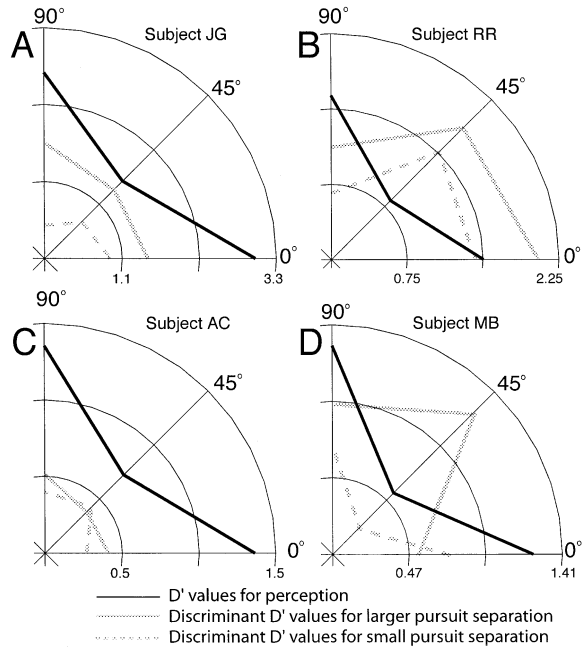 90°
A
Subject JG
45°
0°
1.1
3.3
90°
B
Subject RR
45°
0°
0.75
2.25
90°
C
Subject AC
45°
0°
0.5
1.5
90°
D
Subject MB
45°
0°
0.47
1.41
D' values for perception
Discriminant D' values for larger pursuit separation
Discriminant D' values for small pursuit separation